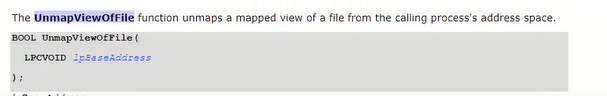 The UnmapViewOfFile function unmaps a mapped view of a file from the calling process's address space.
BOOL UnmapViewOfFile(
LPCVOID lpBaseAddress
);